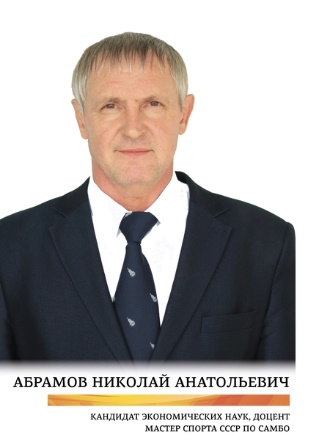 АБРАМОВ НИКОЛАЙ АНАТОЛЬЕВИЧ
КАНДИДАТ ЭКОНОМИЧЕСКИХ НАУК, ДОЦЕНТ
МАСТЕР СПОРТА СССР ПО САМБО